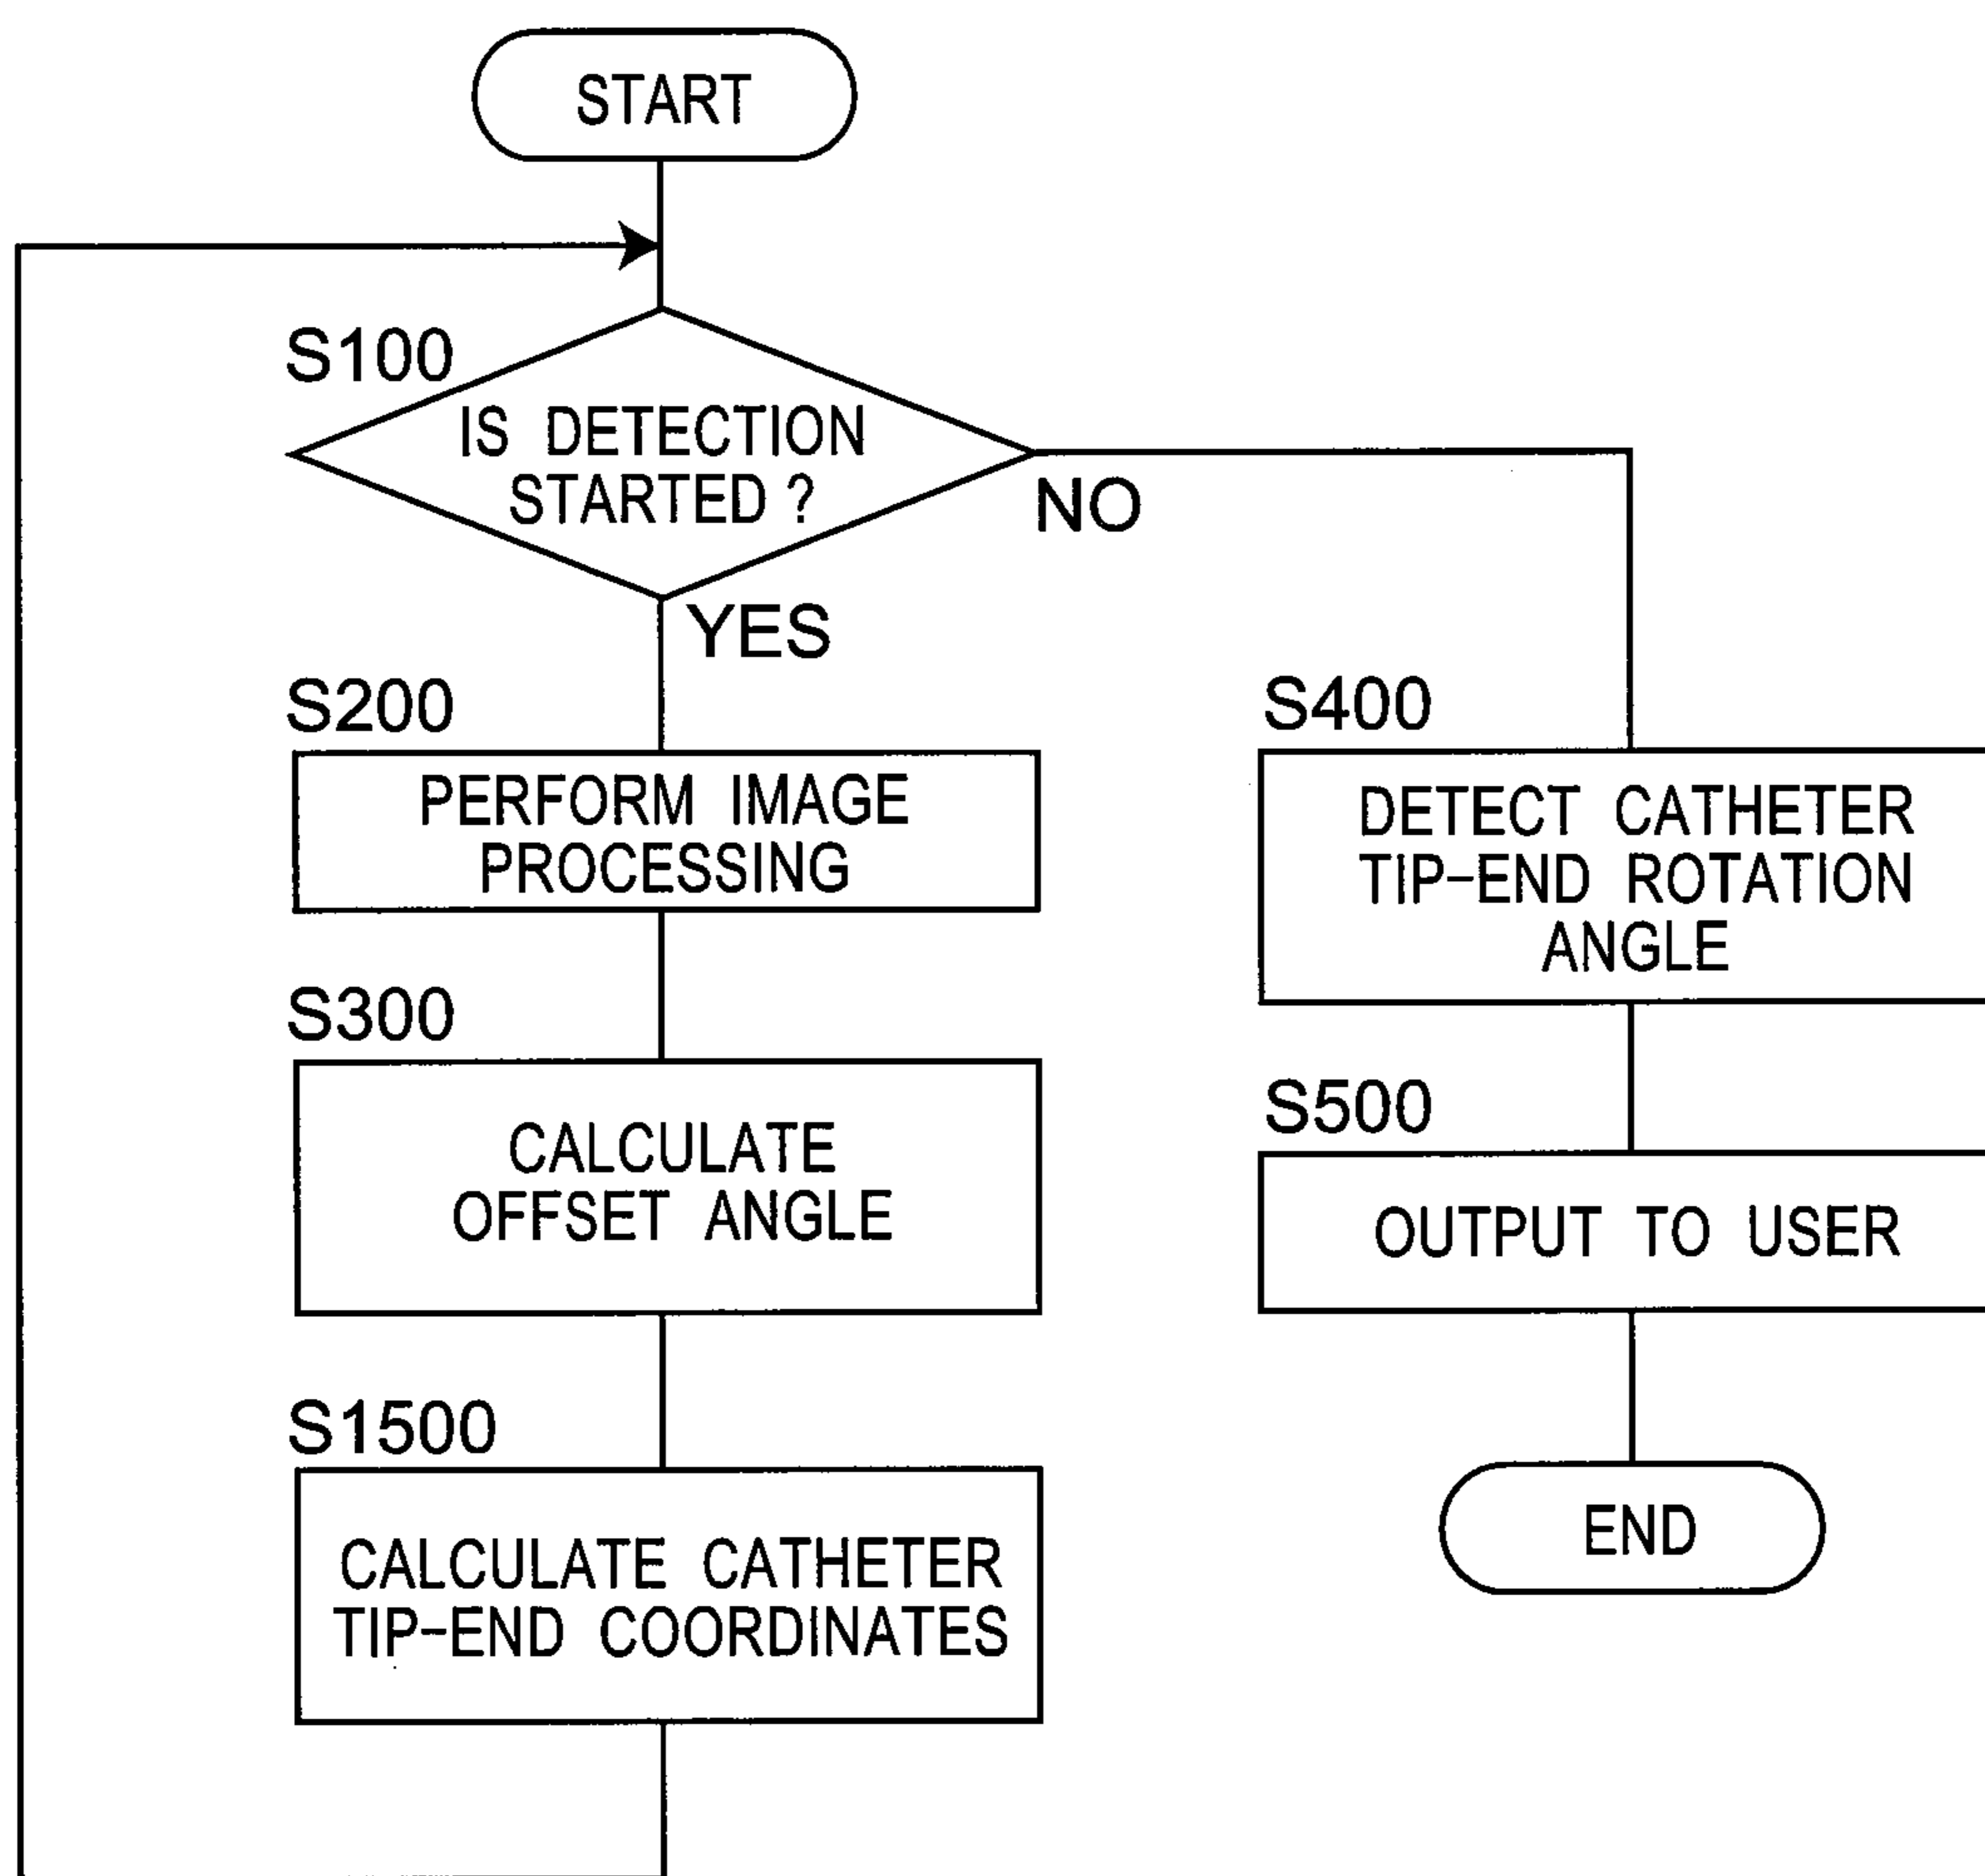 START
S100
IS DETECTION
STARTED ?
NO
YES
S200
PERFORM IMAGE
PROCESSING
S300
CALCULATE
OFFSET ANGLE
S1500
CALCULATE CATHETER
TIP-END COORDINATES
S400
DETECT CATHETER
TIP-END ROTATION
ANGLE
S500
OUTPUT TO USER
END